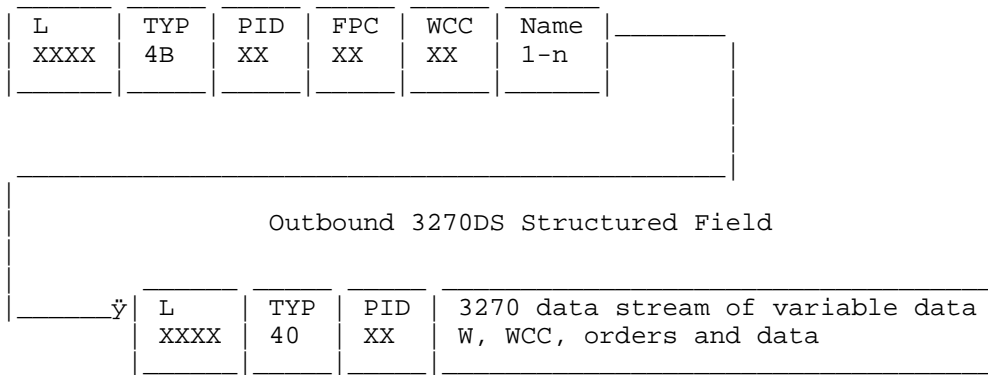 L TYP PID FPC WCC Name
XXXX 4B XX XX XX 1-n
Outbound 3270DS Structured Field
ÿ L TYP PID 3270 data stream of variable data
XXXX 40 XX W, WCC, orders and data